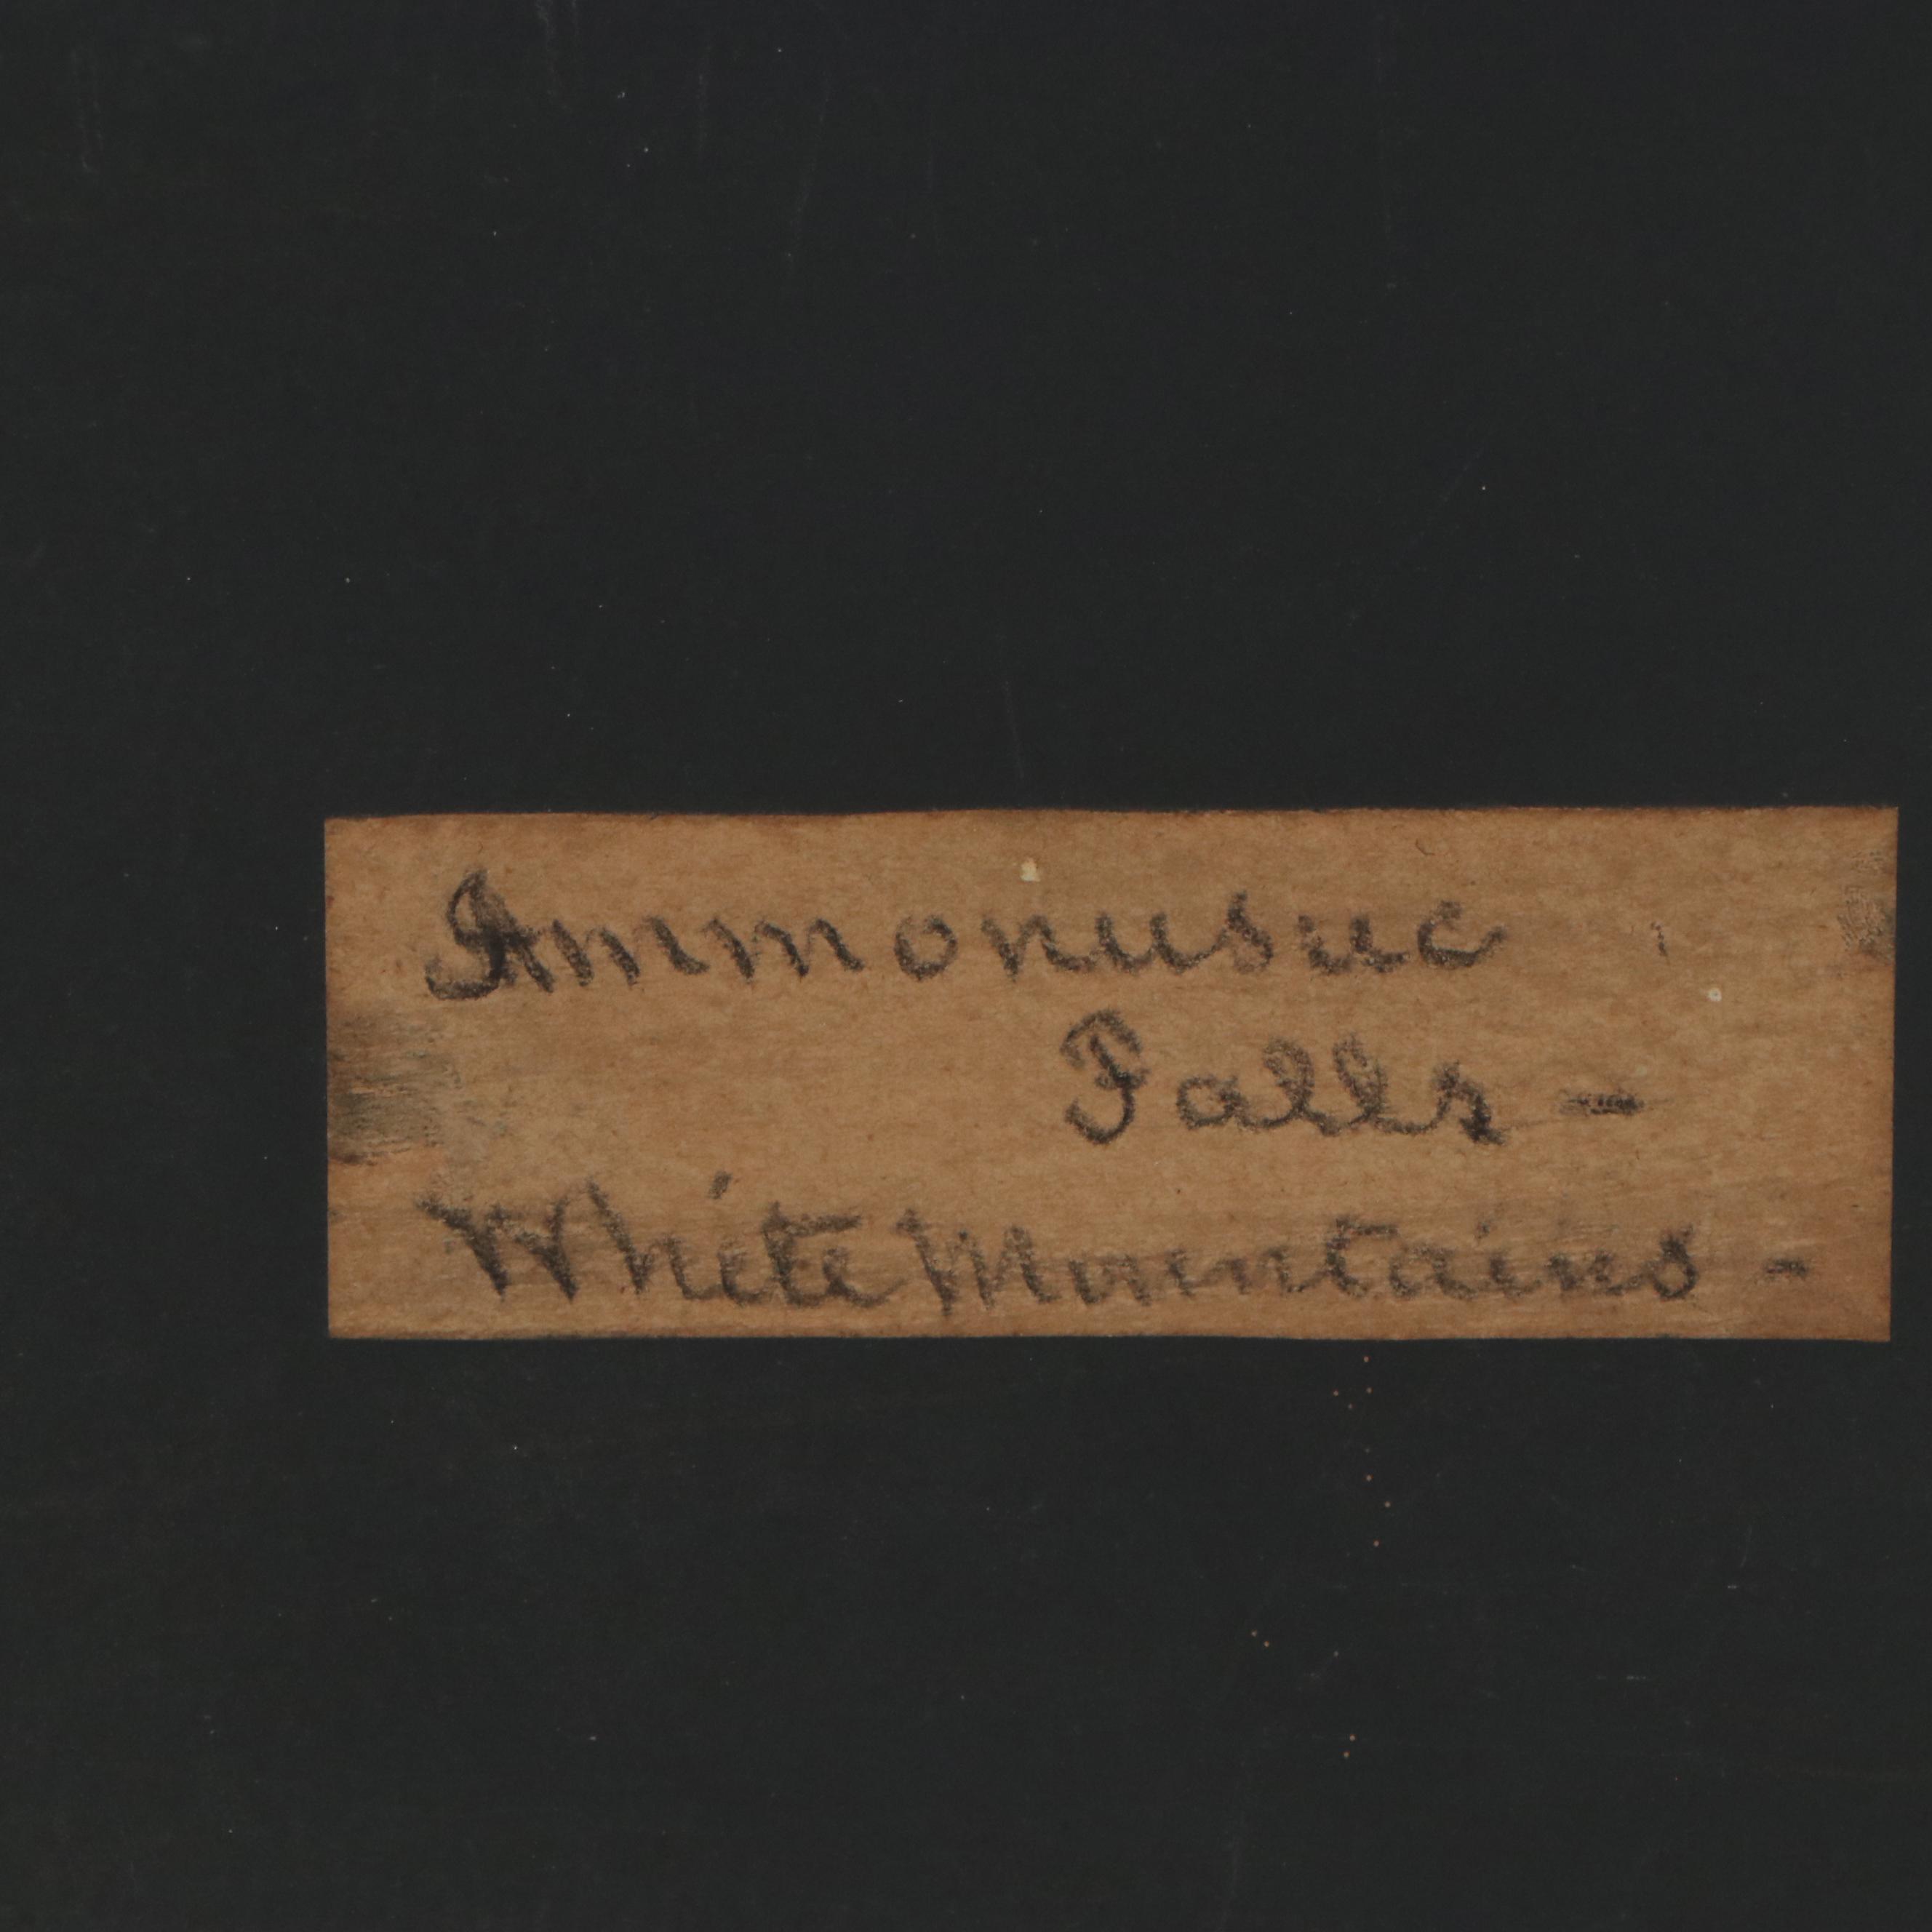 Ammonusuc
Falls -
White Mountains -